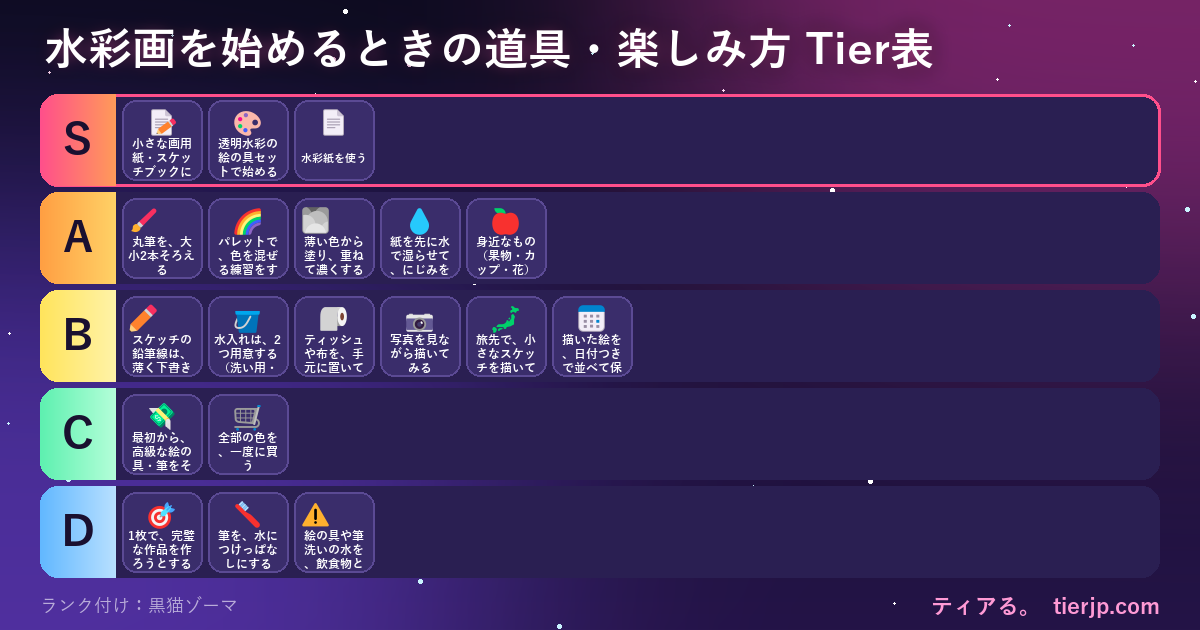 水彩画を始めるときの道具・楽しみ方 Tier表
S
小さな画用
紙・スケッ
チブックに
透明水彩の
絵の具セッ
トで始める
水彩紙を使う
A
丸筆を、大
小2本そろえ
る
パレットで
、色を混ぜ
る練習をす
薄い色から
塗り、重ね
て濃くする
紙を先に水
で湿らせて
、にじみを
身近なもの
（果物・カ
ップ・花）
B
スケッチの
鉛筆線は、
薄く下書き
水入れは、2
つ用意する
（洗い用・
ティッシュ
や布を、手
元に置いて
写真を見な
がら描いて
みる
旅先で、小
さなスケッ
チを描いて
描いた絵を
、日付つき
で並べて保
C
最初から、
高級な絵の
具・筆をそ
全部の色を
、一度に買
う
D
1枚で、完璧
な作品を作
ろうとする
筆を、水に
つけっぱな
しにする
絵の具や筆
洗いの水を
、飲食物と
ランク付け：黒猫ゾーマ
ティアる。 tierjp.com